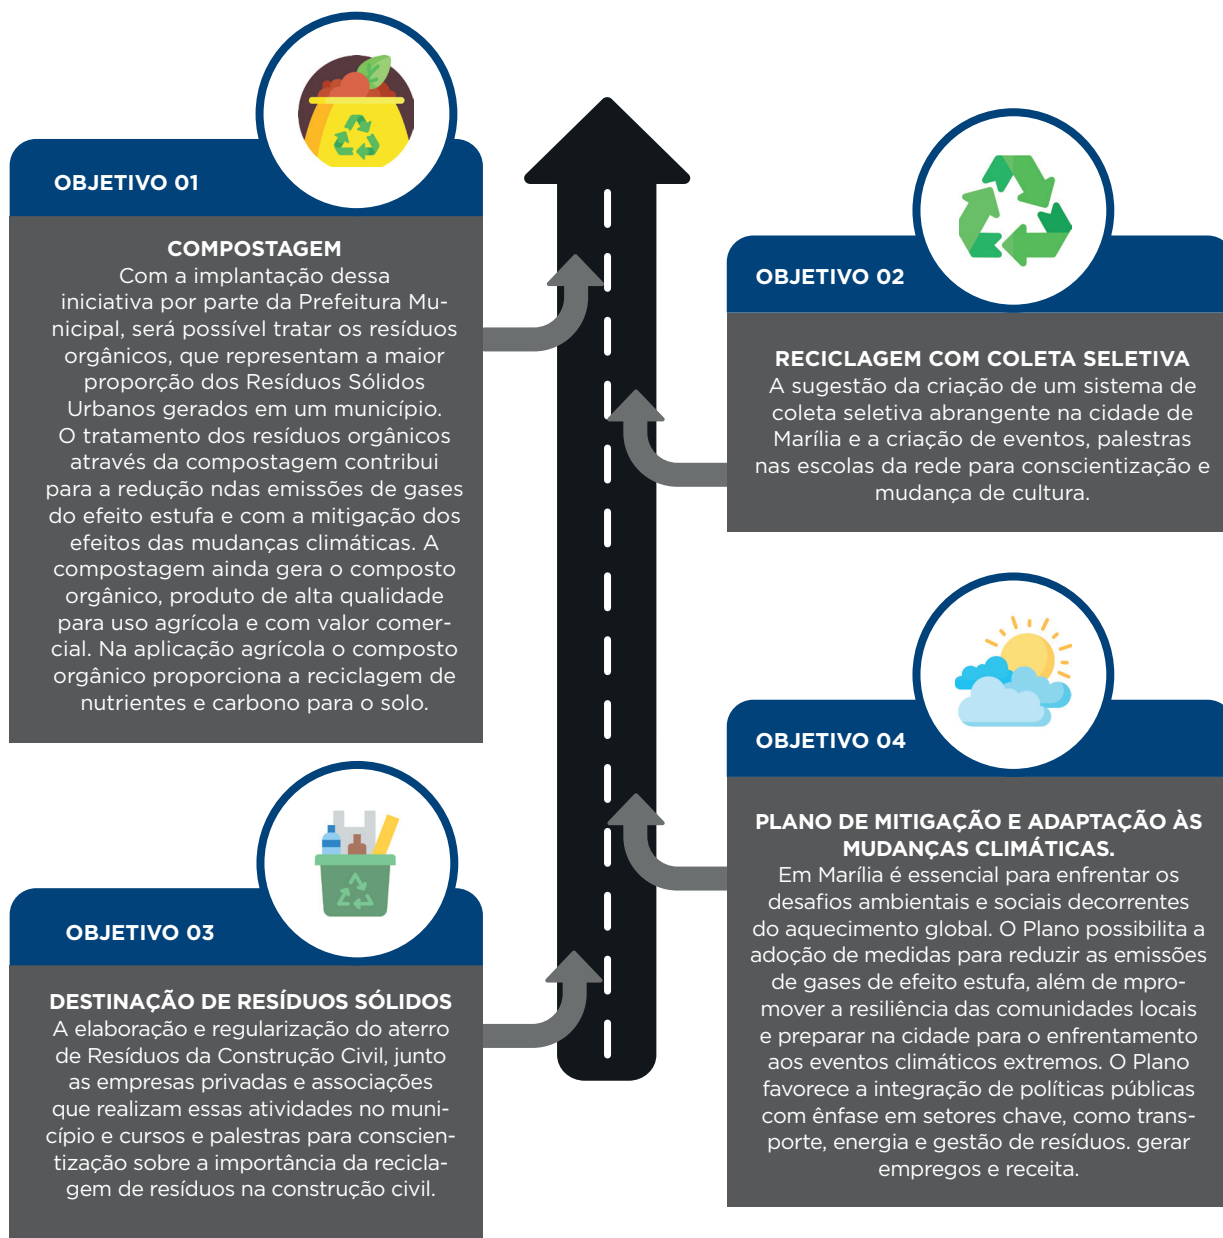 OBJETIVO 01
COMPOSTAGEM
Com a implantação dessa
iniciativa por parte da Prefeitura Mu-
nicipal, será possível tratar os resíduos
orgânicos, que representam a maior
proporção dos Resíduos Sólidos
Urbanos gerados em um município.
O tratamento dos resíduos orgânicos
através da compostagem contribui
para a redução ndas emissões de gases
do efeito estufa e com a mitigação dos
efeitos das mudanças climáticas. A
compostagem ainda gera o composto
orgânico, produto de alta qualidade
para uso agrícola e com valor comer-
cial. Na aplicação agrícola o composto
orgânico proporciona a reciclagem de
nutrientes e carbono para o solo.
OBJETIVO 02
RECICLAGEM COM COLETA SELETIVA
A sugestão da criação de um sistema de
coleta seletiva abrangente na cidade de
Marília e a criação de eventos, palestras
nas escolas da rede para conscientização e
mudança de cultura.
OBJETIVO 03
DESTINAÇÃO DE RESÍDUOS SÓLIDOS
A elaboração e regularização do aterro
de Resíduos da Construção Civil, junto
as empresas privadas e associações
que realizam essas atividades no muni-
cípio e cursos e palestras para conscien-
tização sobre a importância da recicla-
gem de resíduos na construção civil.
OBJETIVO 04
PLANO DE MITIGAÇÃO E ADAPTAÇÃO ÀS
MUDANÇAS CLIMÁTICAS.
Em Marília é essencial para enfrentar os
desafios ambientais e sociais decorrentes
do aquecimento global. O Plano possibilita a
adoção de medidas para reduzir as emissões
de gases de efeito estufa, além de mpro-
mover a resiliência das comunidades locais
e preparar na cidade para o enfrentamento
aos eventos climáticos extremos. O Plano
favorece a integração de políticas públicas
com ênfase em setores chave, como trans-
porte, energia e gestão de resíduos. gerar
empregos e receita.